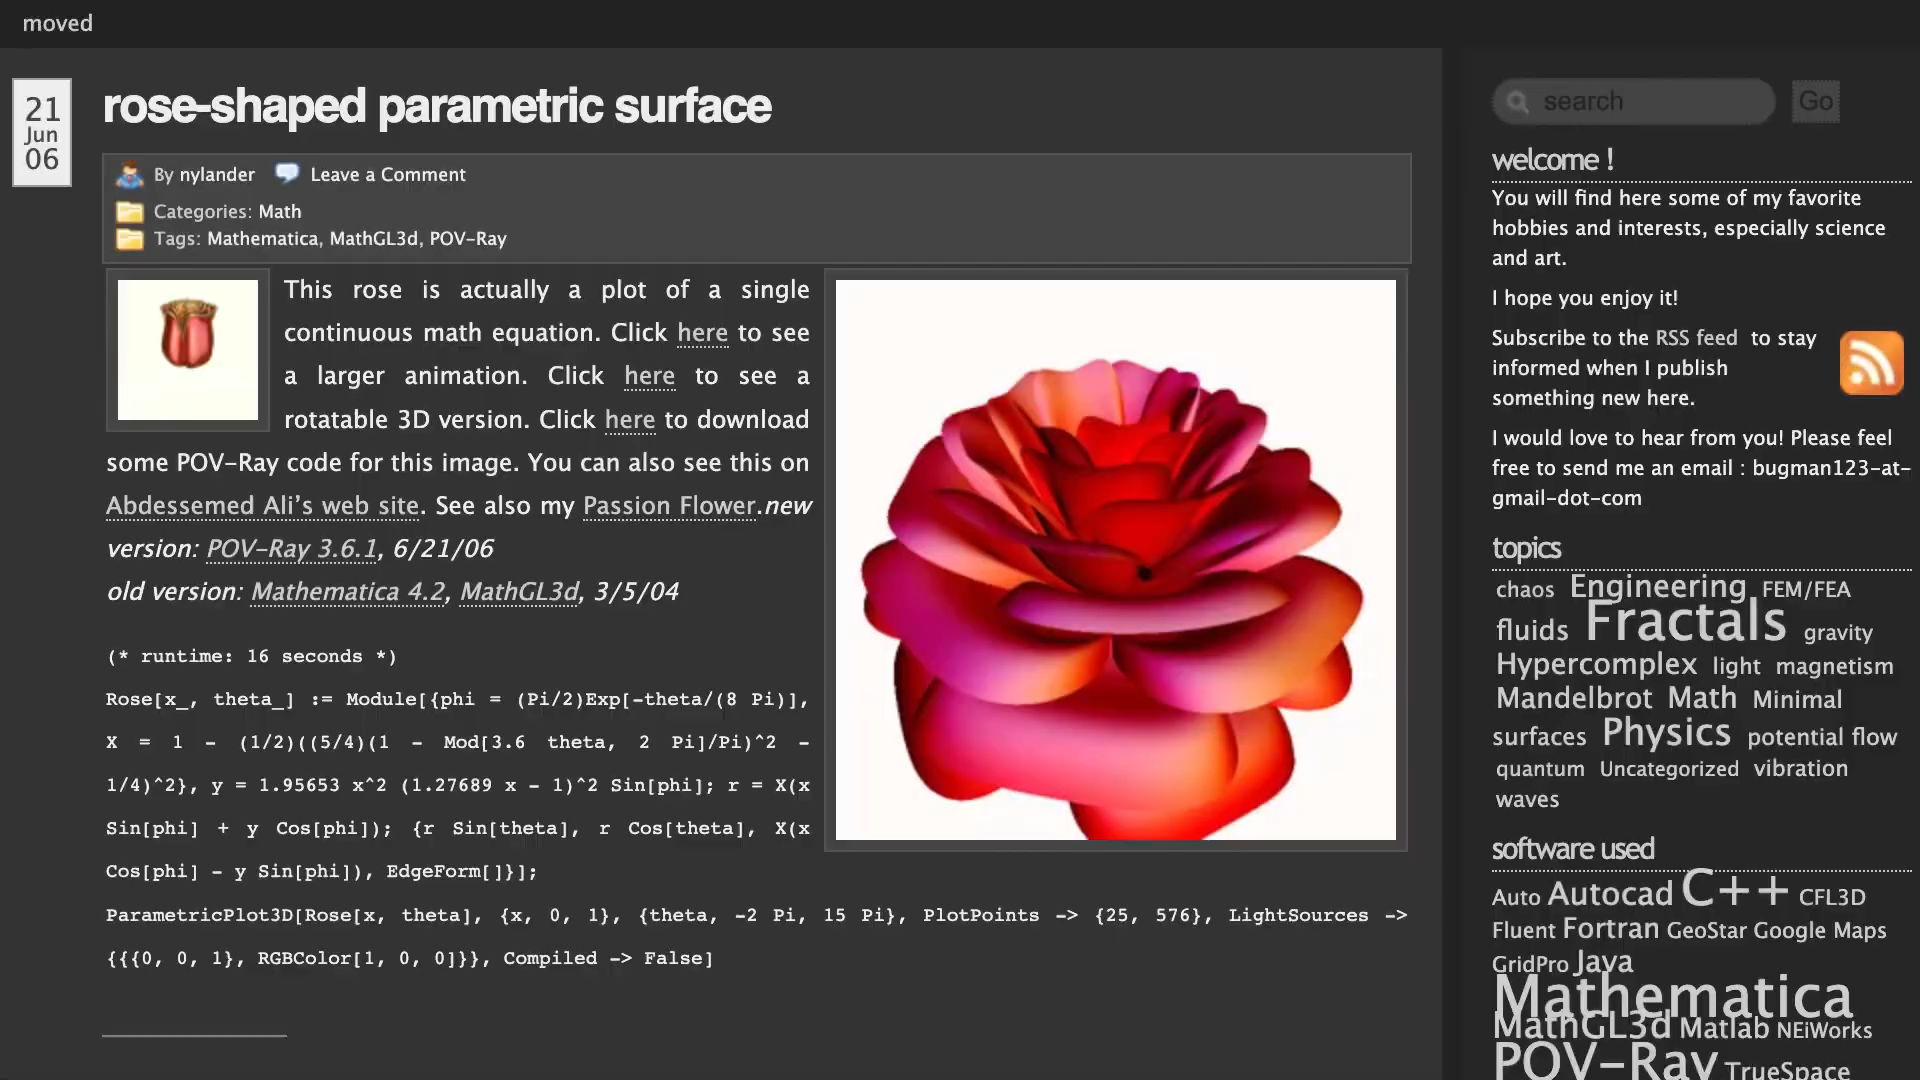 moved
21
Jun
06
rose-shaped parametric surface
By nylander Leave a Comment
Categories: Math
Tags: Mathematica, MathGL3d, POV-Ray
This rose is actually a plot of a single
continuous math equation. Click here to see
a larger animation. Click here to see a
rotatable 3D version. Click here to download
some POV-Ray code for this image. You can also see this on
Abdessemed Ali’s web site. See also my Passion Flower.new
version: POV-Ray 3.6.1, 6/21/06
old version: Mathematica 4.2, MathGL3d, 3/5/04
(* runtime: 16 seconds *)
Rose[x_, theta_] := Module[{phi = (Pi/2)Exp[-theta/(8 Pi)],
X = 1 - (1/2)((5/4)(1 - Mod[3.6 theta, 2 Pi]/Pi)^2 -
1/4)^2}, y = 1.95653 x^2 (1.27689 x - 1)^2 Sin[phi]; r = X(x
Sin[phi] + y Cos[phi]); {r Sin[theta], r Cos[theta], X(x
Cos[phi] - y Sin[phi]), EdgeForm[]}];
ParametricPlot3D[Rose[x, theta], {x, 0, 1}, {theta, -2 Pi, 15 Pi}, PlotPoints -> {25, 576}, LightSources ->
{{{0, 0, 1}, RGBColor[1, 0, 0]}}, Compiled -> False]
search Go
welcome !
You will find here some of my favorite
hobbies and interests, especially science
and art.
I hope you enjoy it!
Subscribe to the RSS feed to stay
informed when I publish
something new here.
I would love to hear from you! Please feel
free to send me an email : bugman123-at-
gmail-dot-com
topics
chaos Engineering FEM/FEA
fluids Fractals gravity
Hypercomplex light magnetism
Mandelbrot Math Minimal
surfaces Physics potential flow
quantum Uncategorized vibration
waves
software used
Auto Autocad C++ CFL3D
Fluent Fortran GeoStar Google Maps
GridPro Java
Mathematica
MathGL3d Matlab NEiWorks
POV-Ray TrueSpace